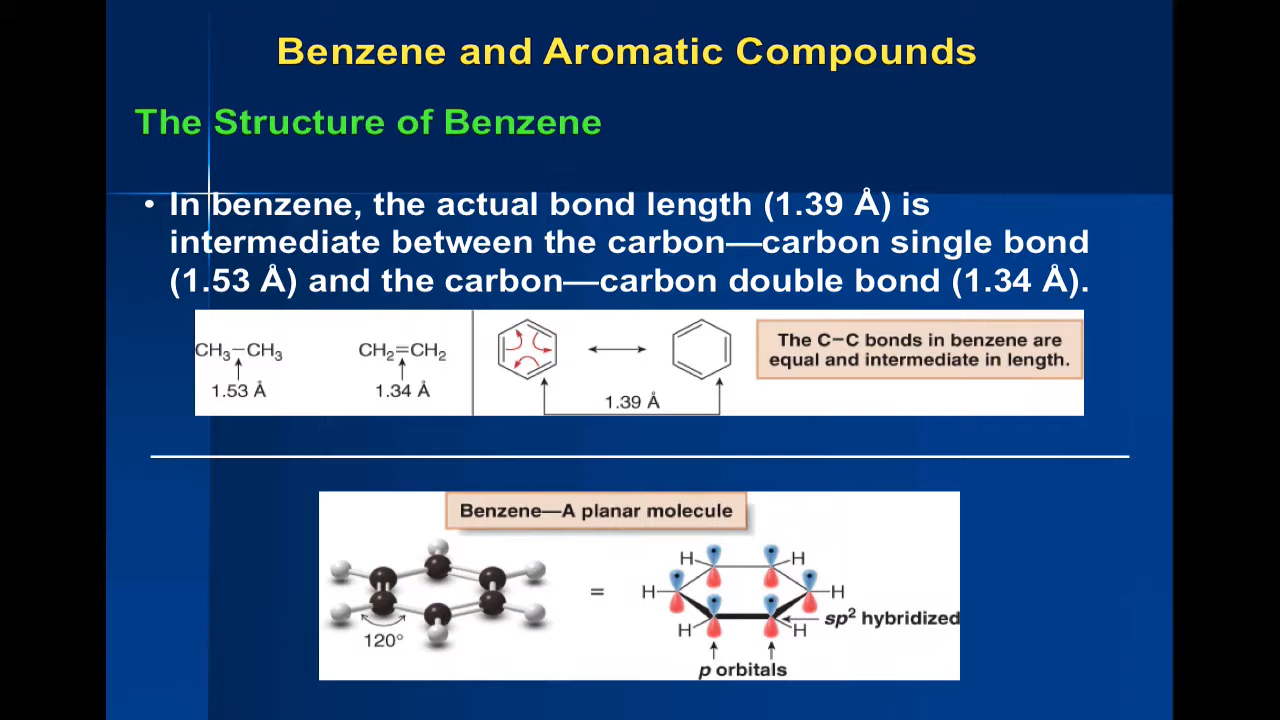 Benzene and Aromatic Compounds
The Structure of Benzene
• In benzene, the actual bond length (1.39 Å) is
intermediate between the carbon—carbon single bond
(1.53 Å) and the carbon—carbon double bond (1.34 Å).
CH₃−CH₃
1.53 Å
CH₂=CH₂
1.34 Å
1.39 Å
The C−C bonds in benzene are
equal and intermediate in length.
Benzene—A planar molecule
120°
=
H H
H H
H H
sp² hybridized
p orbitals